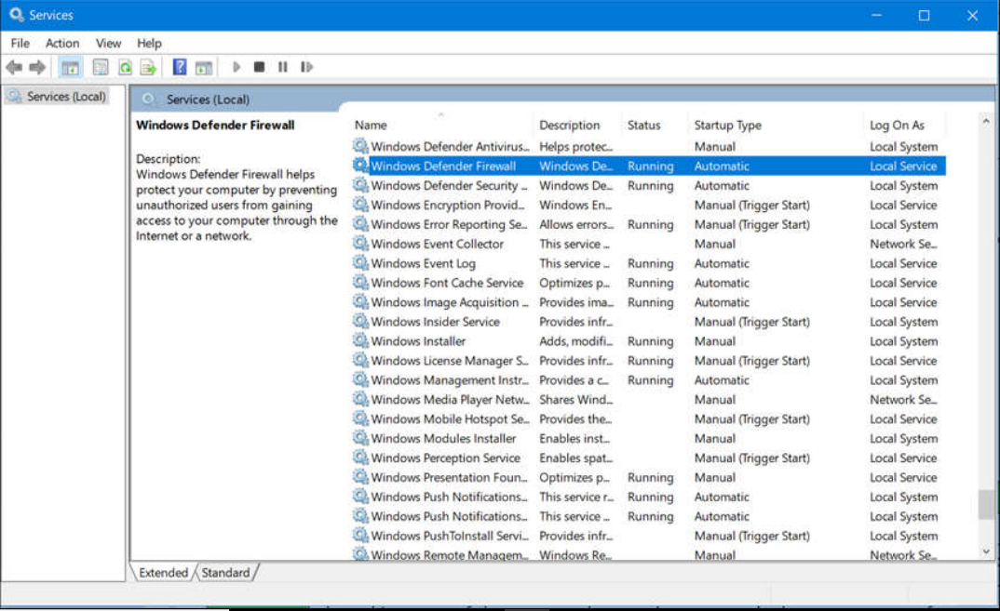 Services
File Action View Help
Services (Local)
Services (Local)
Windows Defender Firewall
Description:
Windows Defender Firewall helps
protect your computer by preventing
unauthorized users from gaining
access to your computer through the
Internet or a network.
Name Description Status Startup Type Log On As
Windows Defender Antivirus... Helps protec... Manual Local System
Windows Defender Firewall Windows De... Running Automatic Local Service
Windows Defender Security ... Windows De... Running Automatic Local System
Windows Encryption Provid... Windows En... Manual (Trigger Start) Local Service
Windows Error Reporting Se... Allows errors... Running Manual (Trigger Start) Local System
Windows Event Collector This service ... Manual Network Se...
Windows Event Log This service ... Running Automatic Local Service
Windows Font Cache Service Optimizes p... Running Automatic Local Service
Windows Image Acquisition ... Provides ima... Running Automatic Local Service
Windows Insider Service Provides infr... Manual (Trigger Start) Local System
Windows Installer Adds, modifi... Running Manual Local System
Windows License Manager S... Provides infr... Running Manual (Trigger Start) Local Service
Windows Management Instr... Provides a c... Running Automatic Local System
Windows Media Player Netw... Shares Wind... Manual Network Se...
Windows Mobile Hotspot Se... Provides the... Manual (Trigger Start) Local Service
Windows Modules Installer Enables inst... Manual Local System
Windows Perception Service Enables spat... Manual (Trigger Start) Local Service
Windows Presentation Foun... Optimizes p... Running Manual Local Service
Windows Push Notifications... This service r... Running Automatic Local System
Windows Push Notifications... This service ... Running Automatic Local System
Windows PushToInstall Servi... Provides infr... Manual (Trigger Start) Local System
Windows Remote Managem... Windows Re... Manual Network Se...
Extended Standard